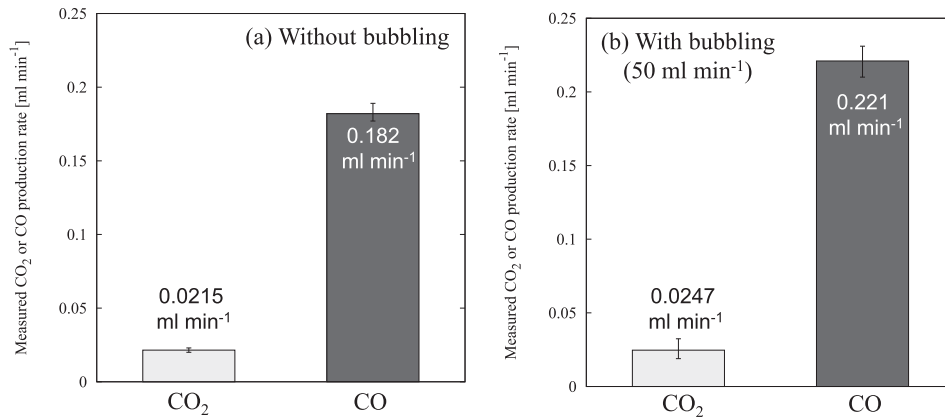 (a) Without bubbling
Measured CO₂ or CO production rate [ml min⁻¹]
0.25
0.2
0.15
0.1
0.05
0
0.182
ml min⁻¹
0.0215
ml min⁻¹
CO₂
CO
(b) With bubbling
(50 ml min⁻¹)
Measured CO₂ or CO production rate [ml min⁻¹]
0.25
0.2
0.15
0.1
0.05
0
0.221
ml min⁻¹
0.0247
ml min⁻¹
CO₂
CO